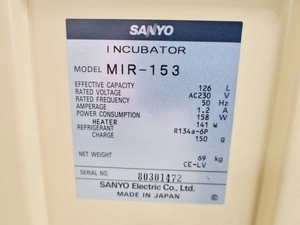 SANYO
INCUBATOR
MODEL MIR-153
EFFECTIVE CAPACITY 126 L
RATED VOLTAGE AC230 V
RATED FREQUENCY 50 Hz
AMPERE 1.2 A
POWER CONSUMPTION 158 W
HEATER 141 W
REFRIGERANT R134a-6P
CHARGE 150 g
NET WEIGHT 69 kg
CE-LV
SERIAL NO. 80301472
SANYO Electric Co., Ltd.
MADE IN JAPAN